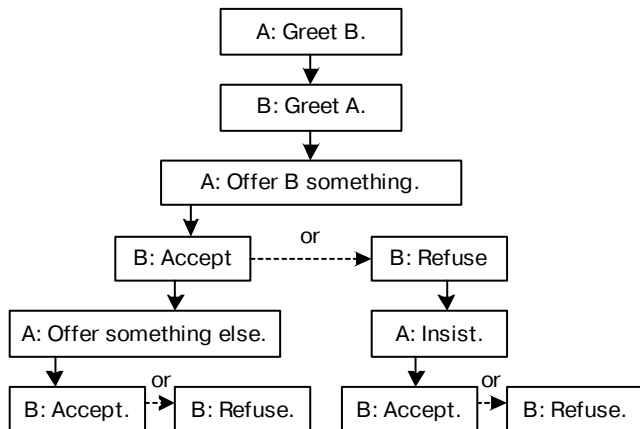 A: Greet B.
B: Greet A.
A: Offer B something.
or
B: Accept
B: Refuse
A: Offer something else.
A: Insist.
or
or
B: Accept.
B: Refuse.
B: Accept.
B: Refuse.